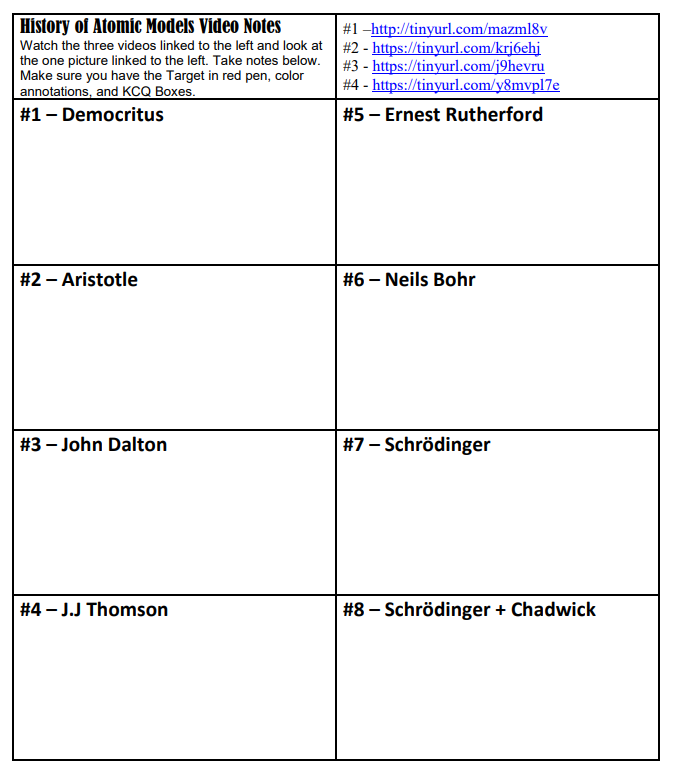 History of Atomic Models Video Notes
Watch the three videos linked to the left and look at
the one picture linked to the left. Take notes below.
Make sure you have the Target in red pen, color
annotations, and KCQ Boxes.
#1 –http://tinyurl.com/mazml8v
#2 - https://tinyurl.com/krj6ehj
#3 - https://tinyurl.com/j9hevru
#4 - https://tinyurl.com/y8mvpl7e
#1 – Democritus
#5 – Ernest Rutherford
#2 – Aristotle
#6 – Neils Bohr
#3 – John Dalton
#7 – Schrödinger
#4 – J.J Thomson
#8 – Schrödinger + Chadwick